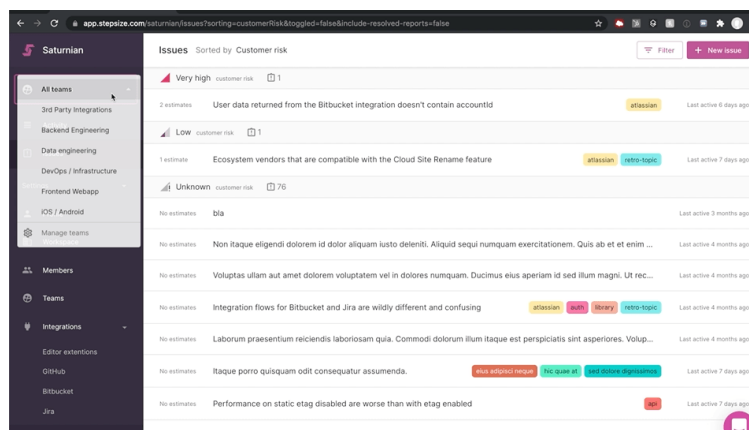 app.stepsize.com/saturnian/issues?sorting=customerRisk&toggled=false&include-resolved-reports=false
Saturnian
Issues Sorted by Customer risk
Filter
+ New issue
All teams
3rd Party Integrations
Backend Engineering
Data engineering
DevOps / Infrastructure
Frontend Webapp
iOS / Android
Manage teams
Members
Teams
Integrations
Editor extentions
GitHub
Bitbucket
Jira
Very high customer risk 1
2 estimates User data returned from the Bitbucket integration doesn't contain accountId atlassian Last active 6 days ago
Low customer risk 1
1 estimate Ecosystem vendors that are compatible with the Cloud Site Rename feature atlassian retro-topic Last active 7 days ago
Unknown customer risk 76
No estimates bla Last active 3 months ago
No estimates Non itaque eligendi dolorem id dolor aliquam iusto deleniti. Aliquid sequi numquam exercitationem. Quis ab et et enim ... Last active 4 months ago
No estimates Voluptas ullam aut amet dolorem voluptatem vel in dolores numquam. Ducimus eius aperiam id sed illum magni. Ut rec... Last active 4 months ago
No estimates Integration flows for Bitbucket and Jira are wildly different and confusing atlassian auth library retro-topic Last active 4 months ago
No estimates Laborum praesentium reiciendis laboriosam quia. Commodi dolorum illum itaque est perspiciatis sint asperiores. Volup... Last active 4 months ago
No estimates Itaque porro quisquam odit consequatur assumenda. eius adipisci neque hic quae at sed dolore dignissimos Last active 7 days ago
No estimates Performance on static etag disabled are worse than with etag enabled api Last active 7 days ago